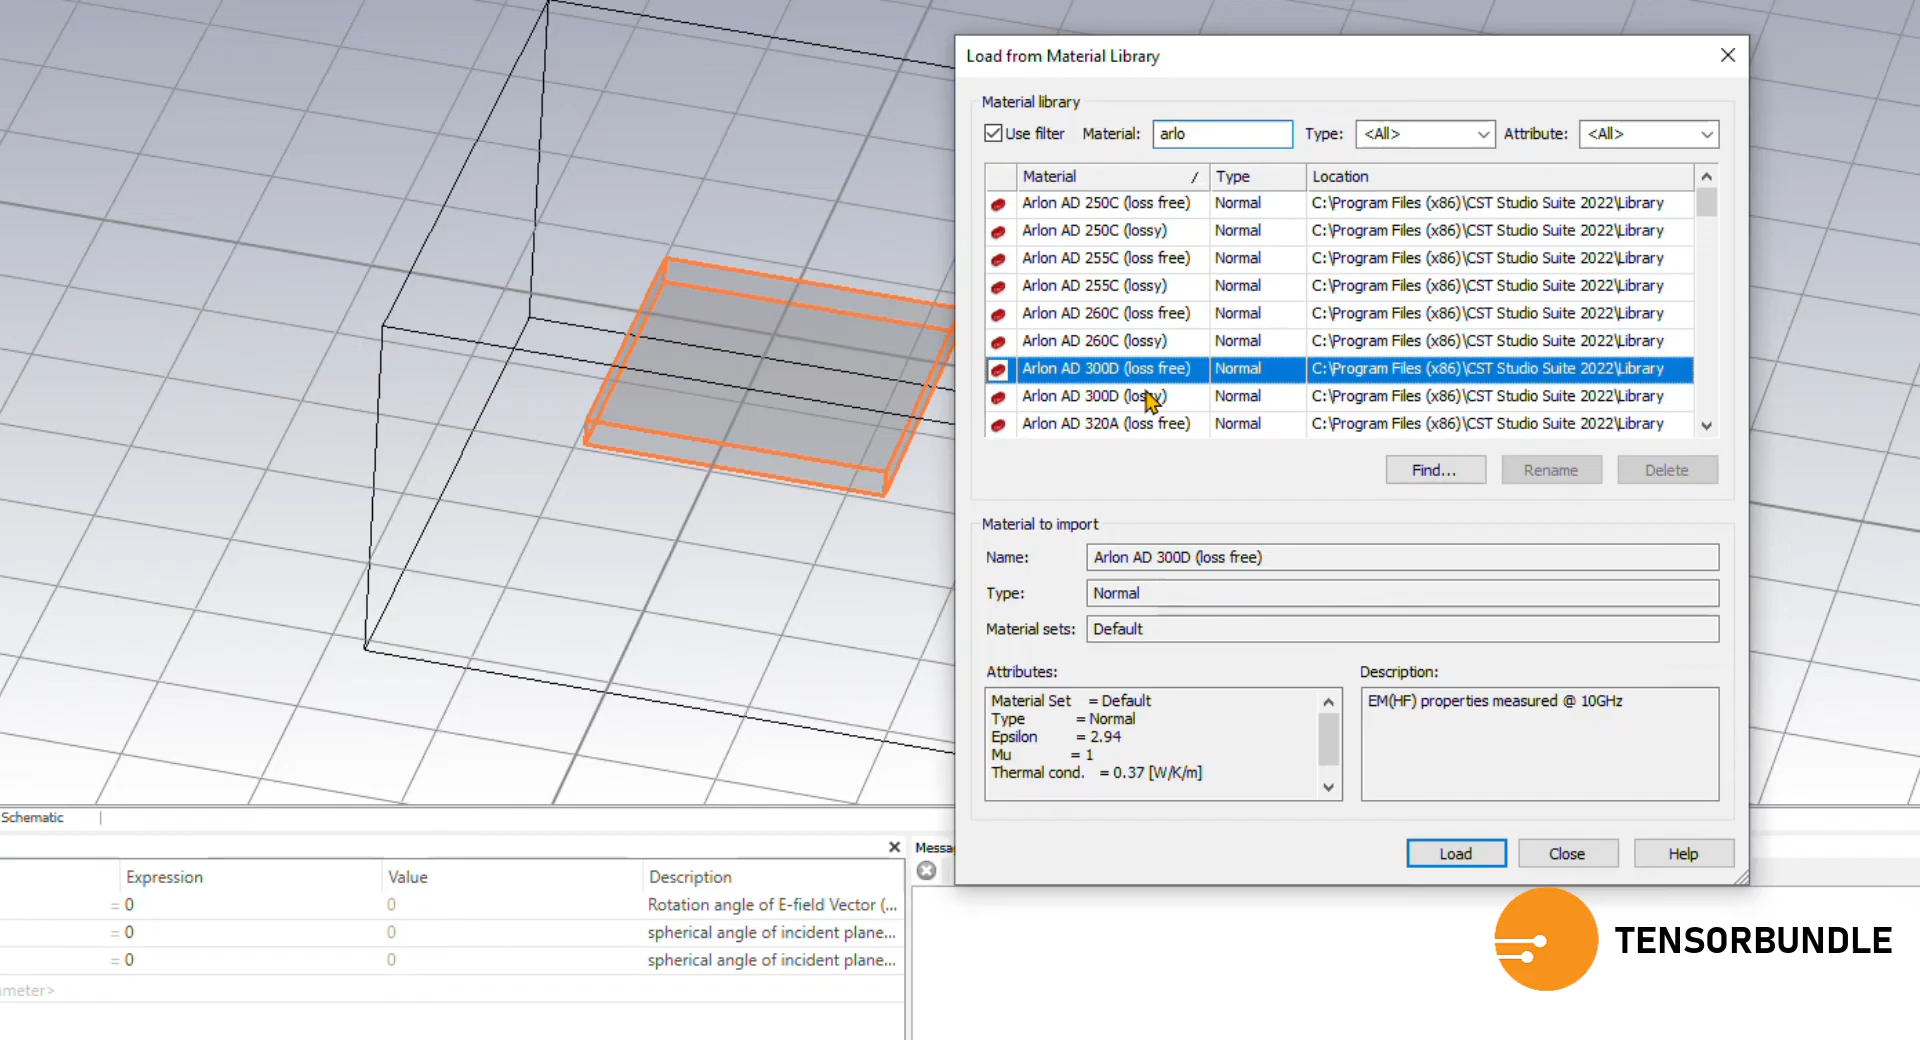 Load from Material Library
Material library
Use filter Material: arlo Type: <All> Attribute: <All>
Material / Type Location
Arlon AD 250C (loss free) Normal C:\Program Files (x86)\CST Studio Suite 2022\Library
Arlon AD 250C (lossy) Normal C:\Program Files (x86)\CST Studio Suite 2022\Library
Arlon AD 255C (loss free) Normal C:\Program Files (x86)\CST Studio Suite 2022\Library
Arlon AD 255C (lossy) Normal C:\Program Files (x86)\CST Studio Suite 2022\Library
Arlon AD 260C (loss free) Normal C:\Program Files (x86)\CST Studio Suite 2022\Library
Arlon AD 260C (lossy) Normal C:\Program Files (x86)\CST Studio Suite 2022\Library
Arlon AD 300D (loss free) Normal C:\Program Files (x86)\CST Studio Suite 2022\Library
Arlon AD 300D (lossy) Normal C:\Program Files (x86)\CST Studio Suite 2022\Library
Arlon AD 320A (loss free) Normal C:\Program Files (x86)\CST Studio Suite 2022\Library
Find... Rename Delete
Material to import
Name: Arlon AD 300D (loss free)
Type: Normal
Material sets: Default
Attributes: Description:
Material Set = Default
Type = Normal
Epsilon = 2.94
Mu = 1
Thermal cond. = 0.37 [W/K/m]
EM(HF) properties measured @ 10GHz
Load Close Help
Schematic
Messa
Expression Value Description
= 0 0 Rotation angle of E-field Vector (...
= 0 0 spherical angle of incident plane...
= 0 0 spherical angle of incident plane...
meter>
TENSORBUNDLE